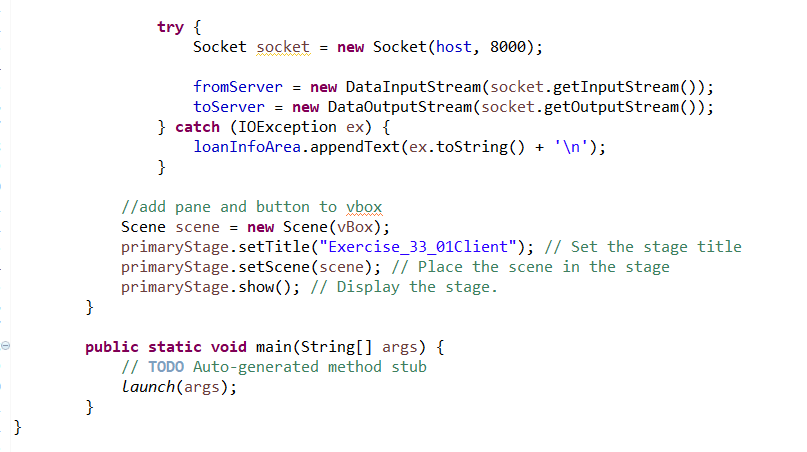 try {
Socket socket = new Socket(host, 8000);
fromServer = new DataInputStream(socket.getInputStream());
toServer = new DataOutputStream(socket.getOutputStream());
} catch (IOException ex) {
loanInfoArea.appendText(ex.toString() + '\n');
}
//add pane and button to vbox
Scene scene = new Scene(vBox);
primaryStage.setTitle("Exercise_33_01Client"); // Set the stage title
primaryStage.setScene(scene); // Place the scene in the stage
primaryStage.show(); // Display the stage.
}
public static void main(String[] args) {
// TODO Auto-generated method stub
launch(args);
}
}